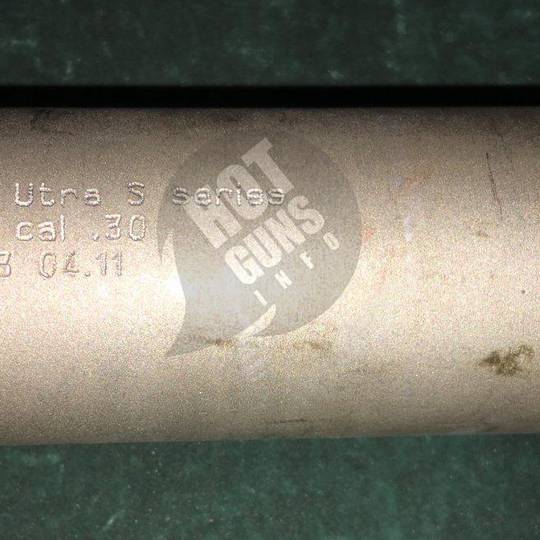 Utra S series
cal .30
04.11
HOT
GUNS
INFO